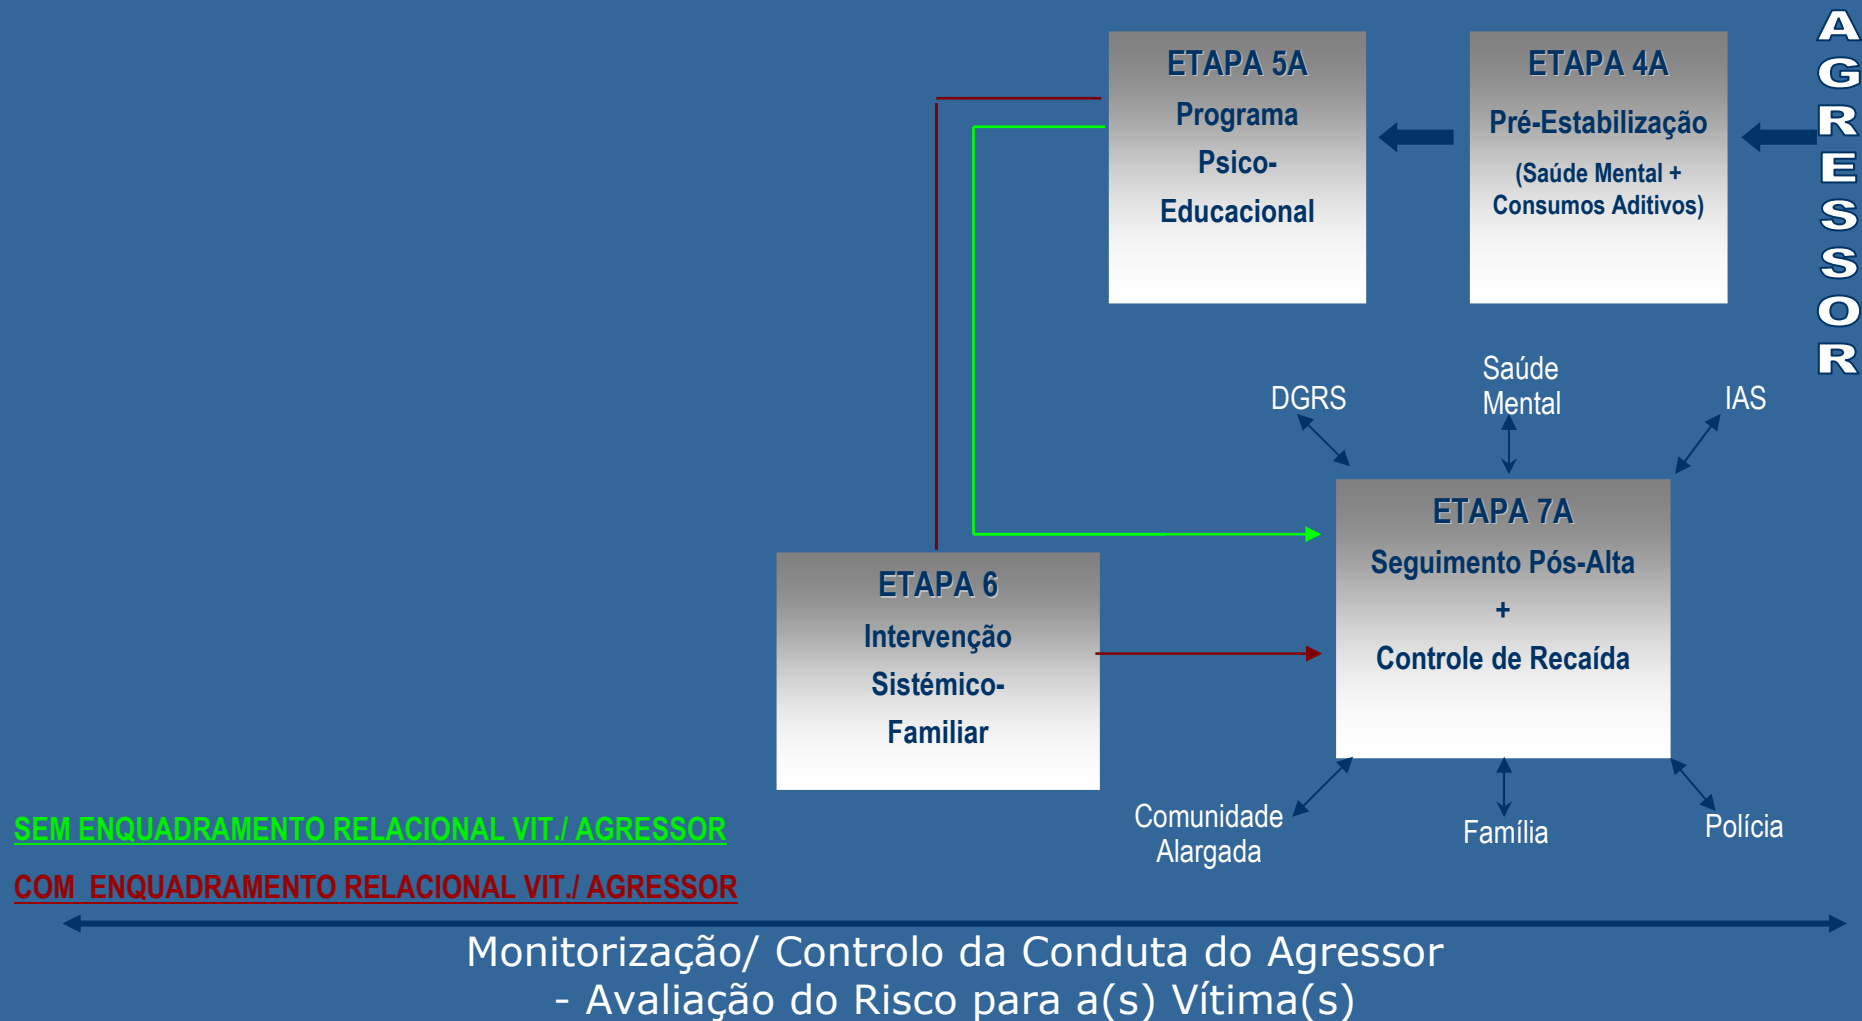 ETAPA 5A
Programa
Psico-
Educacional
ETAPA 4A
Pré-Estabilização
(Saúde Mental +
Consumos Aditivos)
AGRESSOR
DGRS
Saúde
Mental
IAS
ETAPA 7A
Seguimento Pós-Alta
+
Controle de Recaída
ETAPA 6
Intervenção
Sistémico-
Familiar
Comunidade
Alargada
Família
Polícia
SEM ENQUADRAMENTO RELACIONAL VIT./ AGRESSOR
COM ENQUADRAMENTO RELACIONAL VIT./ AGRESSOR
Monitorização/ Controlo da Conduta do Agressor
- Avaliação do Risco para a(s) Vítima(s)